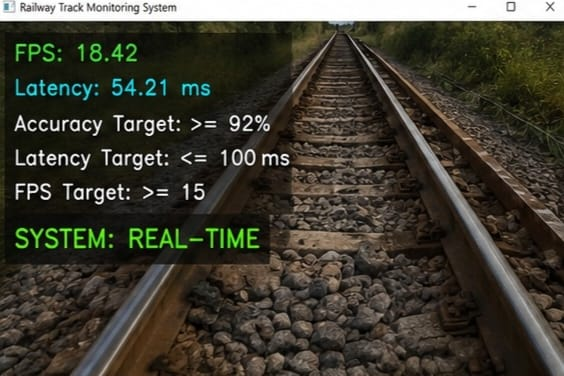 Railway Track Monitoring System
FPS: 18.42
Latency: 54.21 ms
Accuracy Target: >= 92%
Latency Target: <= 100 ms
FPS Target: >= 15
SYSTEM: REAL-TIME